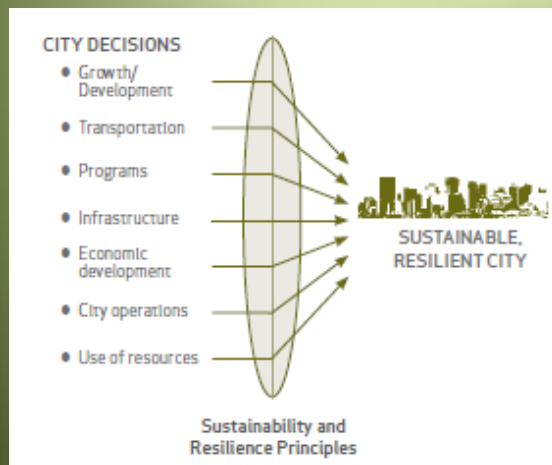 CITY DECISIONS
• Growth/
Development
• Transportation
• Programs
• Infrastructure
• Economic
development
• City operations
• Use of resources
SUSTAINABLE,
RESILIENT CITY
Sustainability and
Resilience Principles